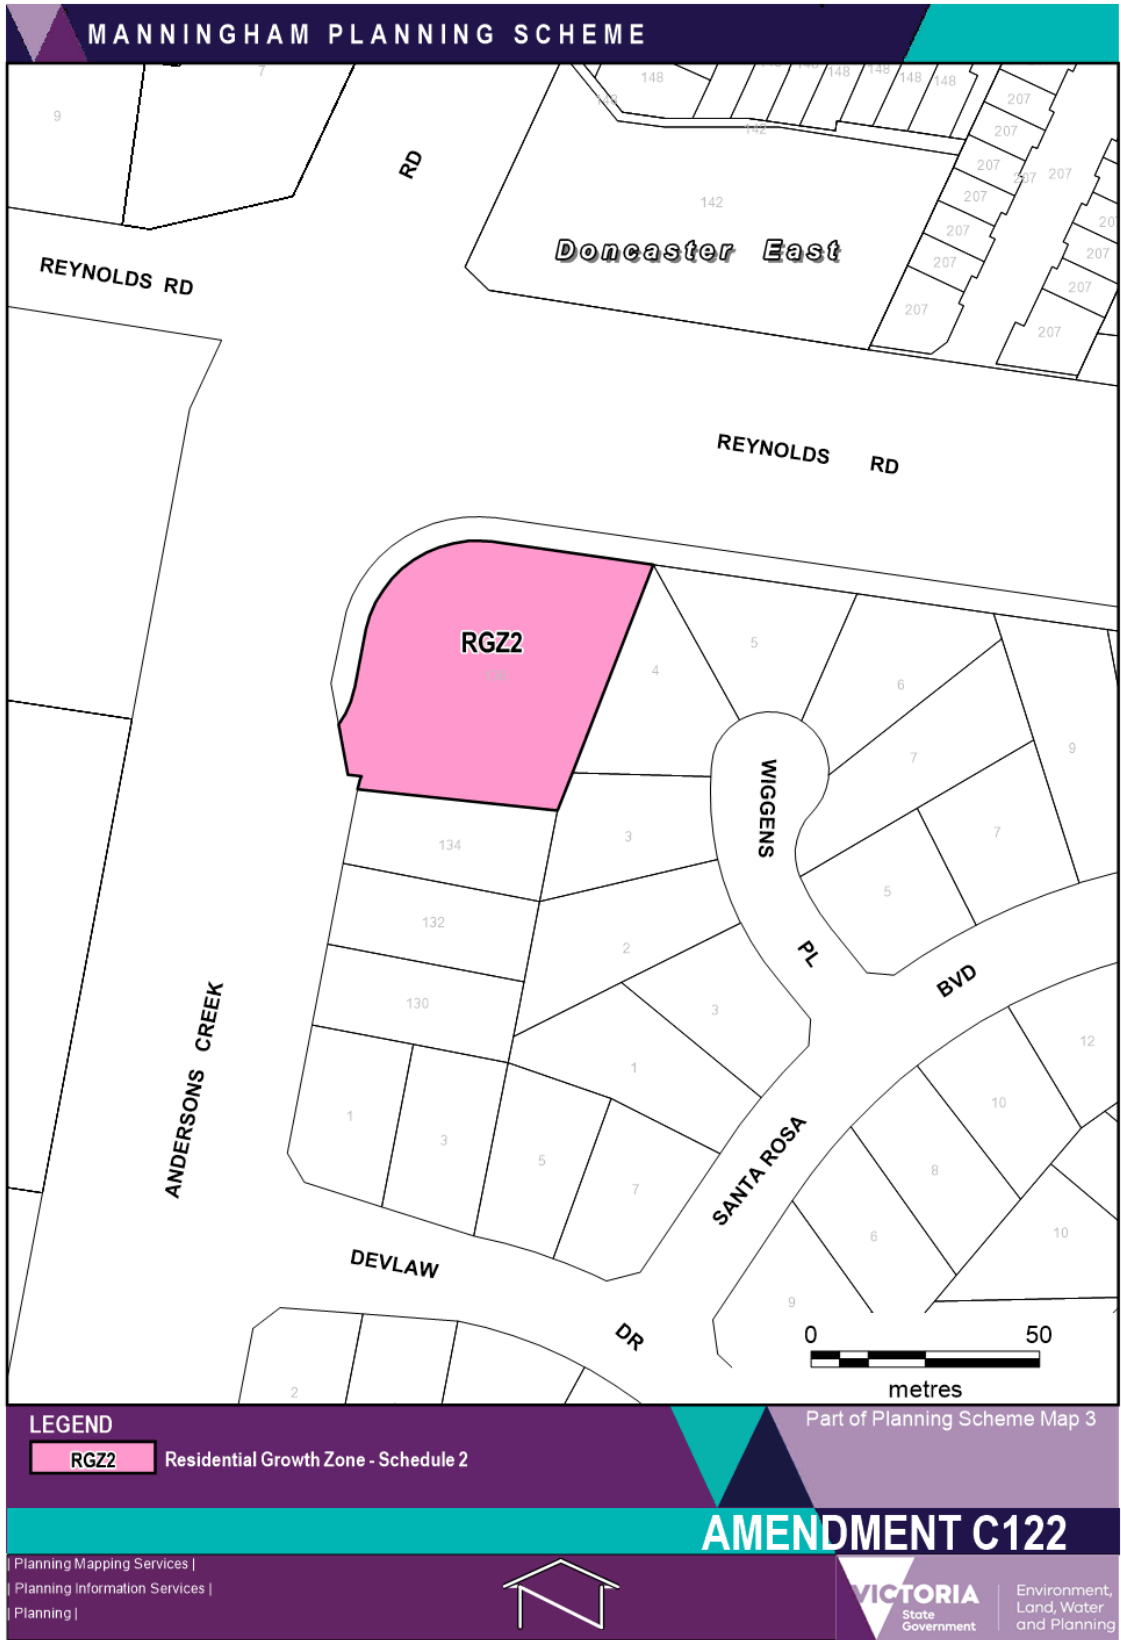 MANNINGHAM PLANNING SCHEME
148
148
148
148
148
148
207
207
142
207
207
207
207
9
7
RD
142
207
207
207
207
Doncaster East
207
REYNOLDS RD
207
207
207
REYNOLDS RD
RGZ2
4
5
6
7
9
WIGGENS
134
3
7
5
132
2
PL
BVD
130
3
12
ANDERSONS CREEK
1
1
3
5
7
10
8
SANTA ROSA
6
10
DEVLAW
DR
9
2
0 50
metres
LEGEND
RGZ2 Residential Growth Zone - Schedule 2
Part of Planning Scheme Map 3
AMENDMENT C122
| Planning Mapping Services |
| Planning Information Services |
| Planning |
VICTORIA
State
Government
Environment,
Land, Water
and Planning